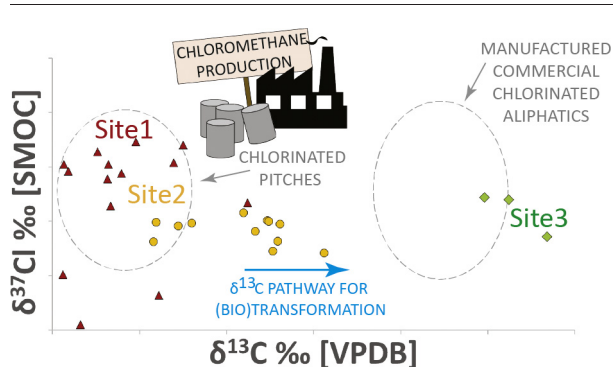 CHLOROMETHANE
PRODUCTION
MANUFACTURED
COMMERCIAL
CHLORINATED
ALIPHATICS
Site1
CHLORINATED
PITCHES
Site2
Site3
δ¹³C PATHWAY FOR
(BIO)TRANSFORMATION
δ³⁷Cl ‰ [SMOC]
δ¹³C ‰ [VPDB]